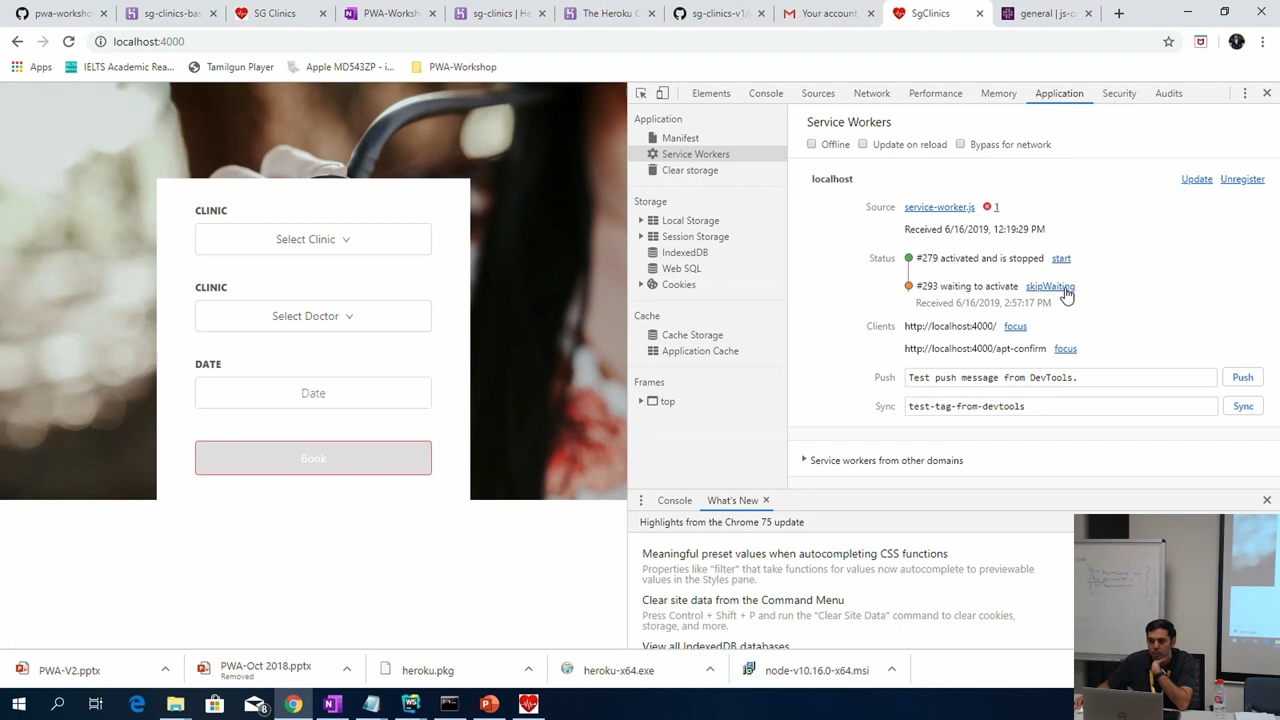 pwa-worksho
sg-clinics-bas
SG Clinics
PWA-Worksh
sg-clinics | He
The Heroku C
sg-clinics-v1/
Your account
SgClinics
general | js-c
localhost:4000
Apps
IELTS Academic Rea...
Tamilgun Player
Apple MD543ZP - i...
PWA-Workshop
Elements
Console
Sources
Network
Performance
Memory
Application
Security
Audits
CLINIC
Select Clinic
CLINIC
Select Doctor
DATE
Date
Book
Application
Manifest
Service Workers
Clear storage
Storage
Local Storage
Session Storage
IndexedDB
Web SQL
Cookies
Cache
Cache Storage
Application Cache
Frames
top
Service Workers
Offline
Update on reload
Bypass for network
localhost
Update
Unregister
Source
service-worker.js
1
Received 6/16/2019, 12:19:29 PM
Status
#279 activated and is stopped
start
#293 waiting to activate
skipWaiting
Received 6/16/2019, 2:57:17 PM
Clients
http://localhost:4000/
focus
http://localhost:4000/apt-confirm
focus
Push
Test push message from DevTools.
Push
Sync
test-tag-from-devtools
Sync
Service workers from other domains
Console
What's New
Highlights from the Chrome 75 update
Meaningful preset values when autocompleting CSS functions
Properties like "filter" that take functions for values now autocomplete to previewable
values in the Styles pane.
Clear site data from the Command Menu
Press Control + Shift + P and run the "Clear Site Data" command to clear cookies,
storage, and more.
View all IndexedDB databases
PWA-V2.pptx
PWA-Oct 2018.pptx
Removed
heroku.pkg
heroku-x64.exe
node-v10.16.0-x64.msi